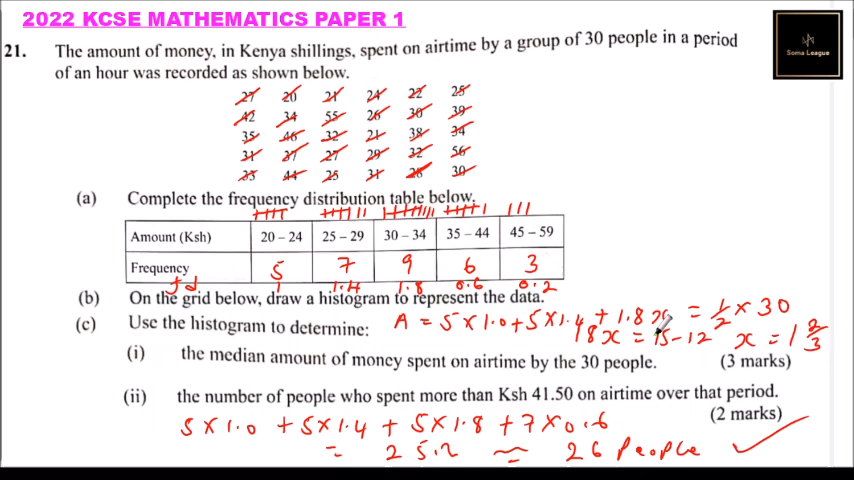 2022 KCSE MATHEMATICS PAPER 1
Soma League
21. The amount of money, in Kenya shillings, spent on airtime by a group of 30 people in a period
of an hour was recorded as shown below.
27 20 21 24 22 25
42 34 55 26 30 39
35 46 32 21 38 34
31 37 27 29 32 56
33 44 25 31 30
(a) Complete the frequency distribution table below.
Amount (Ksh) 20 – 24 25 – 29 30 – 34 35 – 44 45 – 59
Frequency 5 7 9 6 3
fd 1 1.4 1.8 0.6 0.2
(b) On the grid below, draw a histogram to represent the data.
(c) Use the histogram to determine:
A = 5 × 1.0 + 5 × 1.4 + 1.8x = 1/2 × 30
18x = 15 - 12 x = 1 2/3
(i) the median amount of money spent on airtime by the 30 people. (3 marks)
(ii) the number of people who spent more than Ksh 41.50 on airtime over that period.
(2 marks)
5 × 1.0 + 5 × 1.4 + 5 × 1.8 + 7 × 0.6
= 25.2 ≈ 26 people